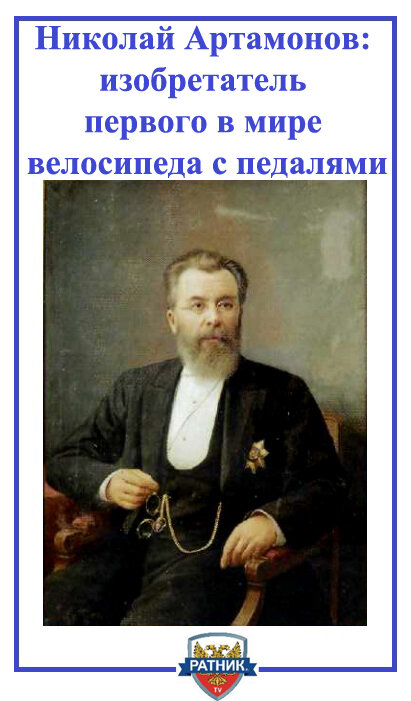 Николай Артамонов:
изобретатель
первого в мире
велосипеда с педалями
РАТНИК
TV